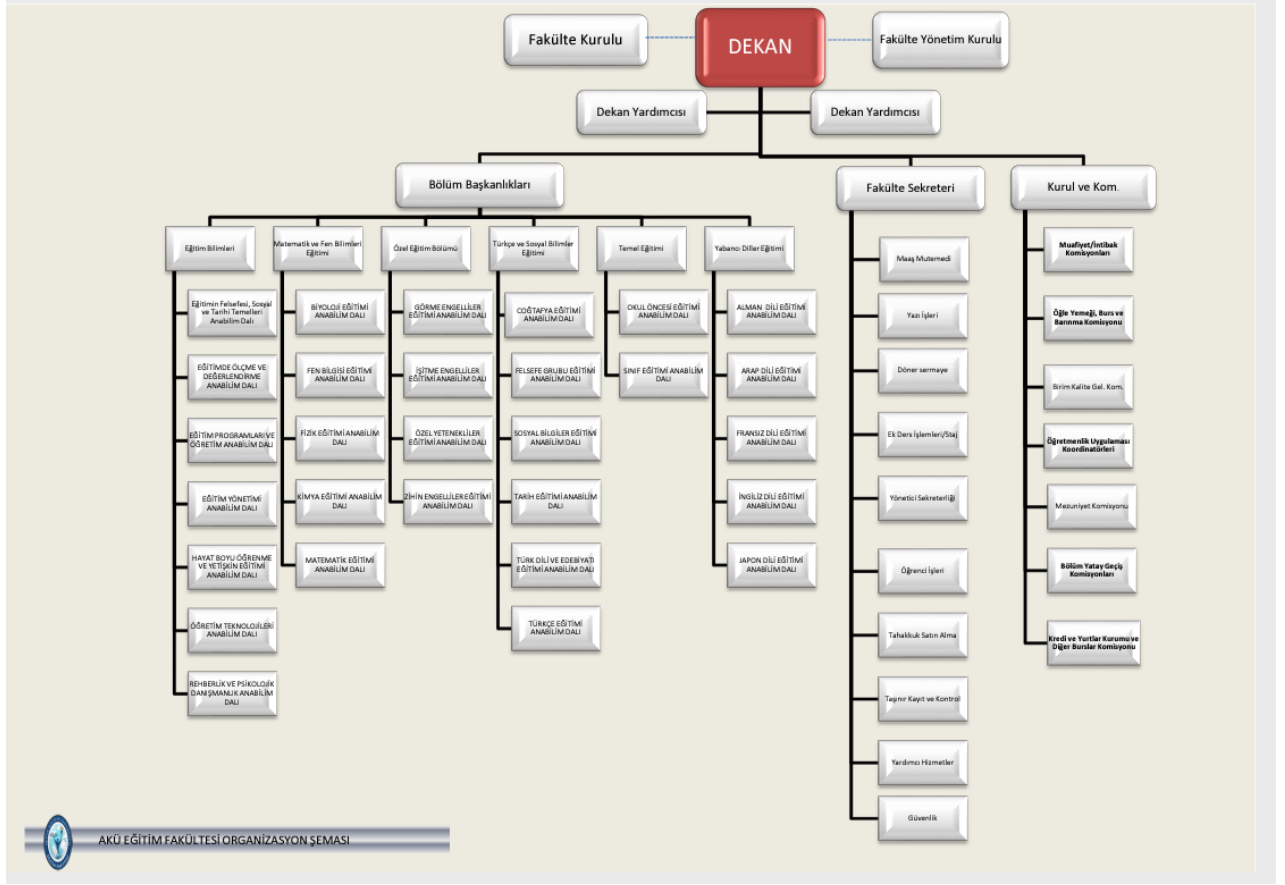 Fakülte Kurulu
DEKAN
Fakülte Yönetim Kurulu
Dekan Yardımcısı
Dekan Yardımcısı
Bölüm Başkanlıkları
Fakülte Sekreteri
Kurul ve Kom.
Eğitim Bilimleri
Eğitimin Felsefesi, Sosyal
ve Tarihi Temelleri
Anabilim Dalı
EĞİTİMDE ÖLÇME VE
DEĞERLENDİRME
ANABİLİM DALI
EĞİTİM PROGRAMLARI VE
ÖĞRETİM ANABİLİM DALI
EĞİTİM YÖNETİMİ
ANABİLİM DALI
HAYAT BOYU ÖĞRENME
VE YETİŞKİN EĞİTİMİ
ANABİLİM DALI
ÖĞRETİM TEKNOLOJİLERİ
ANABİLİM DALI
REHBERLİK VE PSİKOLOJİK
DANIŞMANLIK ANABİLİM
DALI
Matematik ve Fen Bilimleri
Eğitimi
BİYOLOJİ EĞİTİMİ
ANABİLİM DALI
FEN BİLGİSİ EĞİTİMİ
ANABİLİM DALI
FİZİK EĞİTİMİ ANABİLİM
DALI
KİMYA EĞİTİMİ ANABİLİM
DALI
MATEMATİK EĞİTİMİ
ANABİLİM DALI
Özel Eğitim Bölümü
GÖRME ENGELLİLER
EĞİTİMİ ANABİLİM DALI
İŞİTME ENGELLİLER
EĞİTİMİ ANABİLİM DALI
ÖZEL YETENEKLİLER
EĞİTİMİ ANABİLİM DALI
ZİHİN ENGELLİLER EĞİTİMİ
ANABİLİM DALI
Türkçe ve Sosyal Bilimler
Eğitimi
COĞTAFYA EĞİTİMİ
ANABİLİM DALI
FELSEFE GRUBU EĞİTİMİ
ANABİLİM DALI
SOSYAL BİLGİLER EĞİTİMİ
ANABİLİM DALI
TARİH EĞİTİMİ ANABİLİM
DALI
TÜRK DİLİ VE EDEBİYATI
EĞİTİMİ ANABİLİM DALI
TÜRKÇE EĞİTİMİ
ANABİLİM DALI
Temel Eğitimi
OKUL ÖNCESİ EĞİTİMİ
ANABİLİM DALI
SINIF EĞİTİMİ ANABİLİM
DALI
Yabancı Diller Eğitimi
ALMAN DİLİ EĞİTİMİ
ANABİLİM DALI
ARAP DİLİ EĞİTİMİ
ANABİLİM DALI
FRANSIZ DİLİ EĞİTİMİ
ANABİLİM DALI
İNGİLİZ DİLİ EĞİTİMİ
ANABİLİM DALI
JAPON DİLİ EĞİTİMİ
ANABİLİM DALI
Maaş Mutemedi
Yazı İşleri
Döner sermaye
Ek Ders İşlemleri/Staj
Yönetici Sekreterliği
Öğrenci İşleri
Tahakkuk Satın Alma
Taşınır Kayıt ve Kontrol
Yardımcı Hizmetler
Güvenlik
Muafiyet/İntibak
Komisyonları
Öğle Yemeği, Burs ve
Barınma Komisyonu
Birim Kalite Gel. Kom.
Öğretmenlik Uygulaması
Koordinatörleri
Mezuniyet Komisyonu
Bölüm Yatay Geçiş
Komisyonları
Kredi ve Yurtlar Kurumu ve
Diğer Burslar Komisyonu
AKÜ EĞİTİM FAKÜLTESİ ORGANİZASYON ŞEMASI